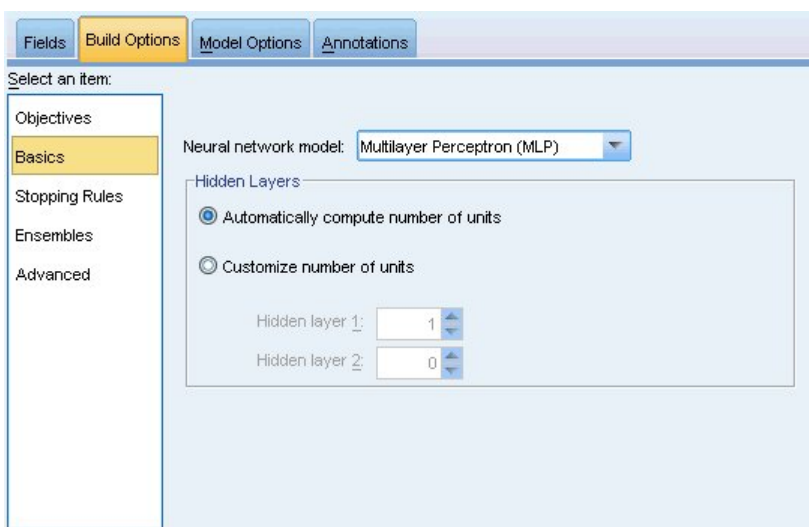 Fields Build Options Model Options Annotations
Select an item:
Objectives
Basics
Stopping Rules
Ensembles
Advanced
Neural network model: Multilayer Perceptron (MLP)
Hidden Layers
Automatically compute number of units
Customize number of units
Hidden layer 1: 1
Hidden layer 2: 0